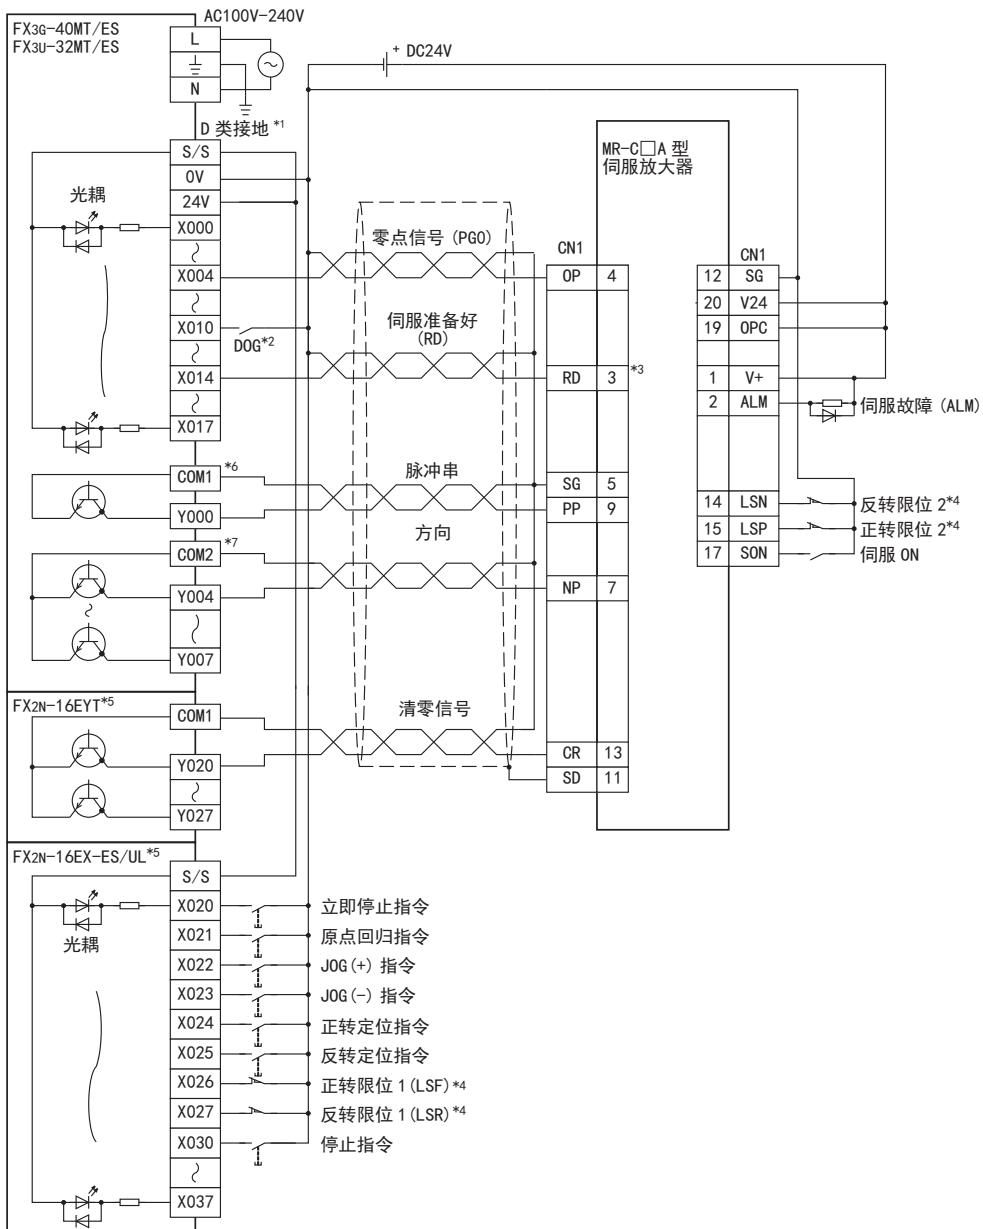 FX3G-40MT/ES
FX3U-32MT/ES
AC100V-240V
L
N
D 类接地 *1
+ DC24V
S/S
0V
24V
光耦
X000
X004
X010
X014
X017
DOG*2
零点信号 (PG0)
伺服准备好
(RD)
脉冲串
方向
清零信号
COM1 *6
Y000
COM2 *7
Y004
Y007
MR-C□A 型
伺服放大器
CN1
OP 4
RD 3 *3
SG 5
PP 9
NP 7
CR 13
SD 11
CN1
12 SG
20 V24
19 OPC
1 V+
2 ALM
伺服故障 (ALM)
14 LSN
反转限位 2*4
15 LSP
正转限位 2*4
17 SON
伺服 ON
FX2N-16EYT*5
COM1
Y020
Y027
FX2N-16EX-ES/UL*5
S/S
光耦
X020 立即停止指令
X021 原点回归指令
X022 JOG(+) 指令
X023 JOG(-) 指令
X024 正转定位指令
X025 反转定位指令
X026 正转限位 1(LSF)*4
X027 反转限位 1(LSR)*4
X030 停止指令
X037